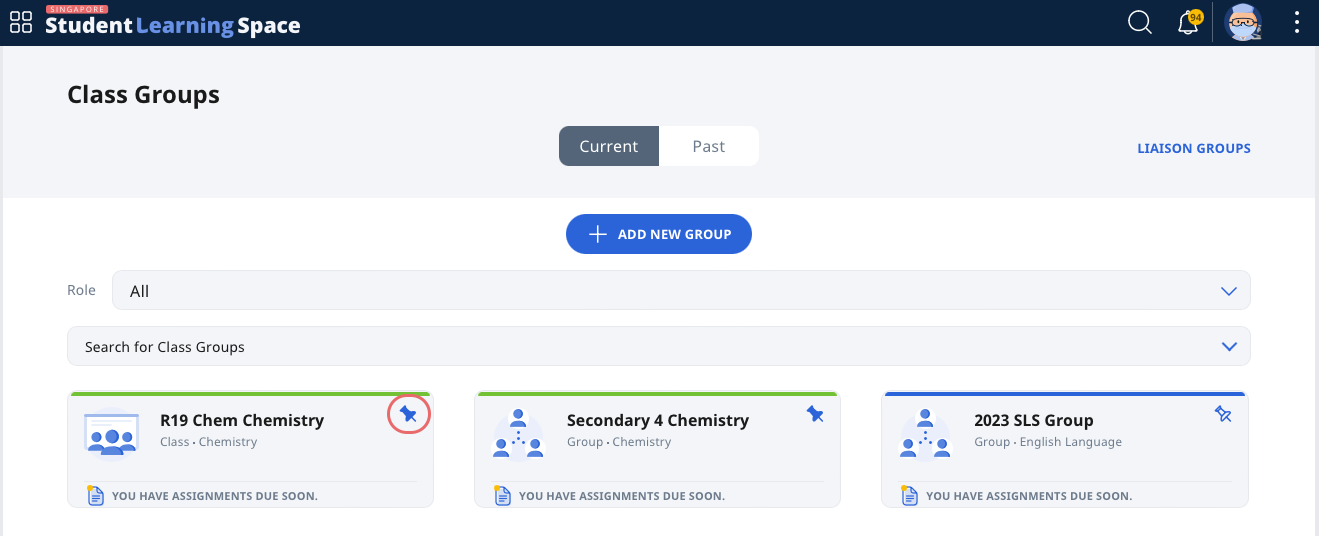 SINGAPORE
Student Learning Space
94
Class Groups
Current
Past
LIAISON GROUPS
ADD NEW GROUP
Role
All
Search for Class Groups
R19 Chem Chemistry
Class • Chemistry
YOU HAVE ASSIGNMENTS DUE SOON.
Secondary 4 Chemistry
Group • Chemistry
YOU HAVE ASSIGNMENTS DUE SOON.
2023 SLS Group
Group • English Language
YOU HAVE ASSIGNMENTS DUE SOON.